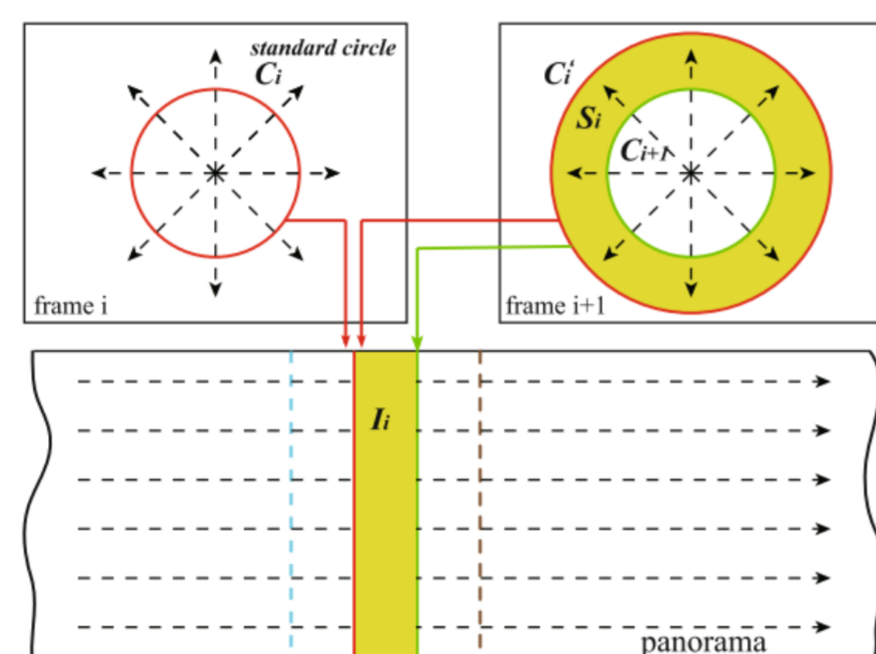 standard circle
Ci
frame i
Ci'
Si
Ci+1
frame i+1
Ii
panorama